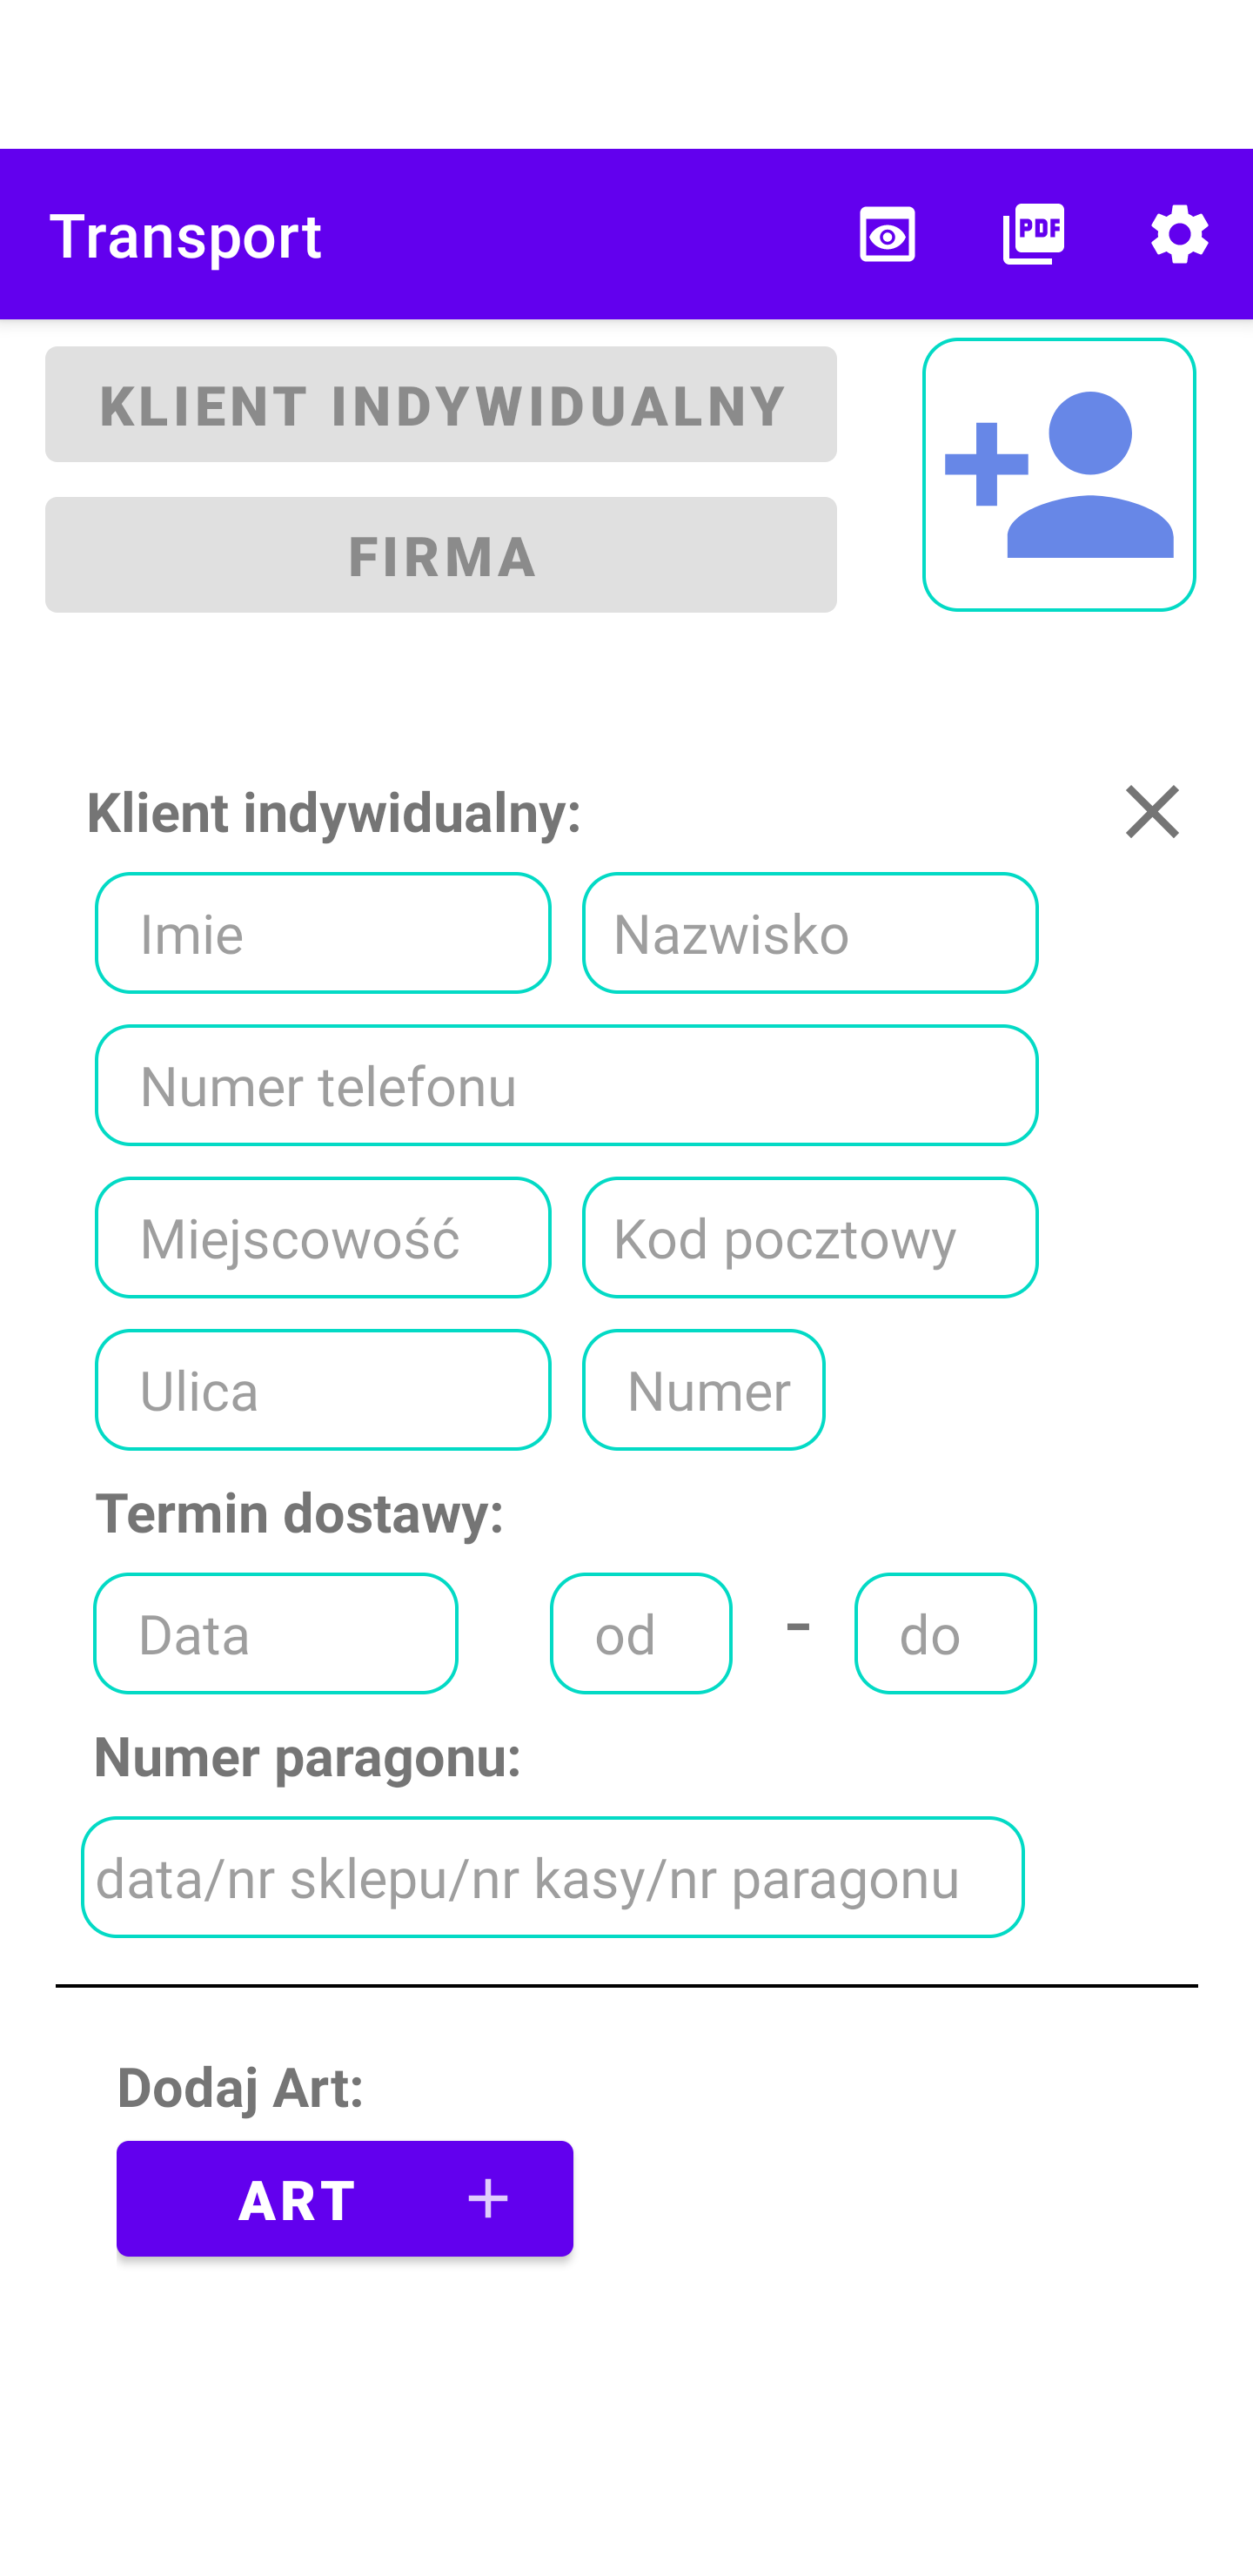 Transport
PDF
KLIENT INDYWIDUALNY
FIRMA
Klient indywidualny:
Imie Nazwisko
Numer telefonu
Miejscowość Kod pocztowy
Ulica Numer
Termin dostawy:
Data od - do
Numer paragonu:
data/nr sklepu/nr kasy/nr paragonu
Dodaj Art:
ART +